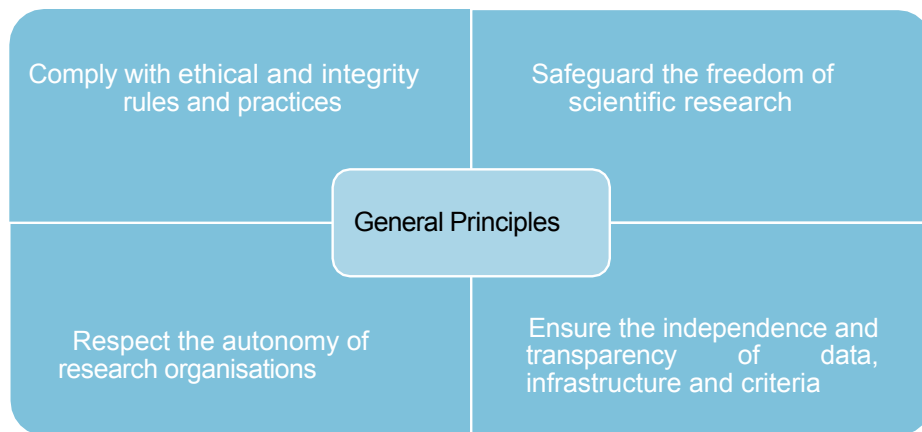 Comply with ethical and integrity
rules and practices
Safeguard the freedom of
scientific research
General Principles
Respect the autonomy of
research organisations
Ensure the independence and
transparency of data,
infrastructure and criteria